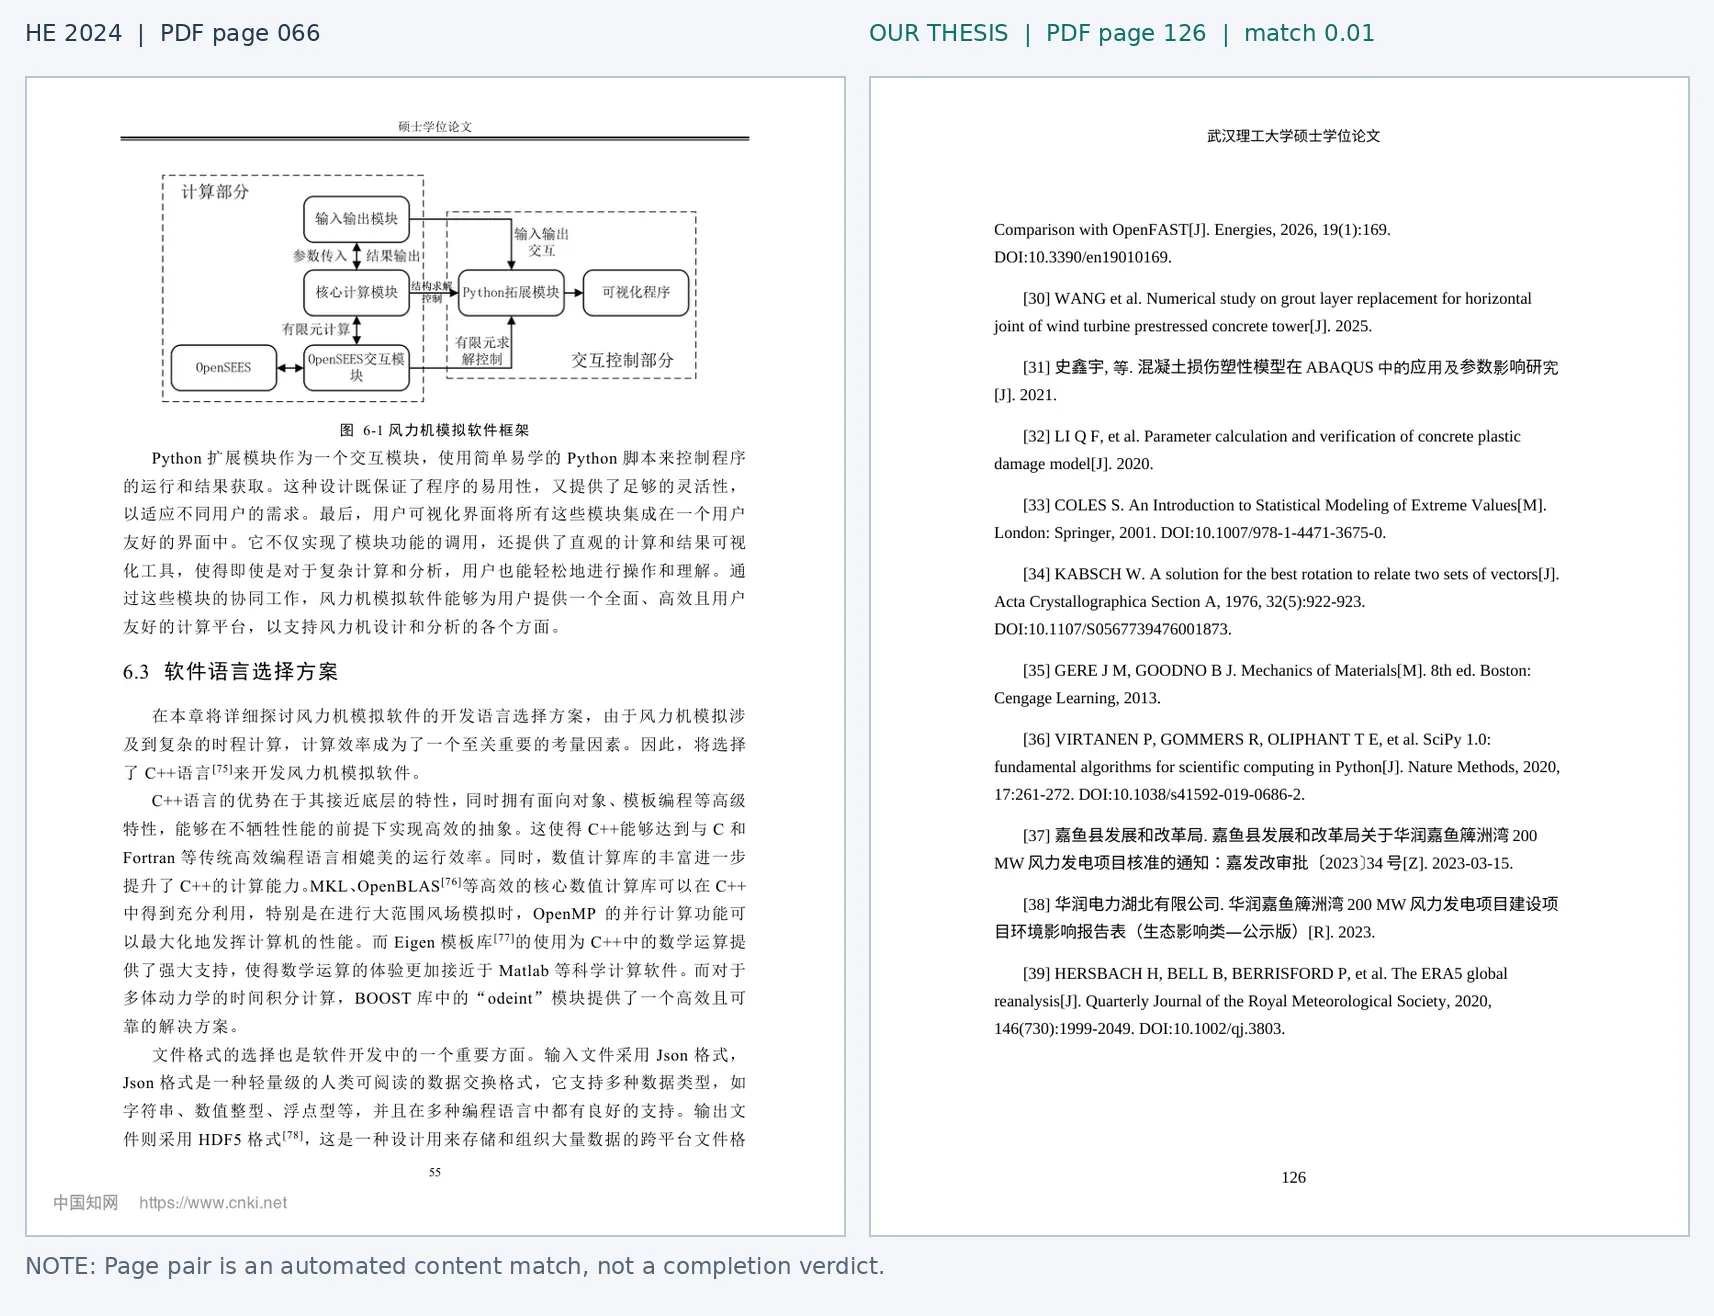 HE 2024 | PDF page 066
硕士学位论文
计算部分
输入输出模块
参数传入 结果输出
输入输出
交互
核心计算模块
结构求解
控制
Python拓展模块
可视化程序
有限元计算
有限元求
解控制
OpenSEES
OpenSEES交互模
块
交互控制部分
图 6-1 风力机模拟软件框架
Python 扩展模块作为一个交互模块，使用简单易学的 Python 脚本来控制程序
的运行和结果获取。这种设计既保证了程序的易用性，又提供了足够的灵活性，
以适应不同用户的需求。最后，用户可视化界面将所有这些模块集成在一个用户
友好的界面中。它不仅实现了模块功能的调用，还提供了直观的计算和结果可视
化工具，使得即使是对于复杂计算和分析，用户也能轻松地进行操作和理解。通
过这些模块的协同工作，风力机模拟软件能够为用户提供一个全面、高效且用户
友好的计算平台，以支持风力机设计和分析的各个方面。
6.3 软件语言选择方案
在本章将详细探讨风力机模拟软件的开发语言选择方案，由于风力机模拟涉
及到复杂的时程计算，计算效率成为了一个至关重要的考量因素。因此，将选择
了 C++语言[75]来开发风力机模拟软件。
C++语言的优势在于其接近底层的特性，同时拥有面向对象、模板编程等高级
特性，能够在不牺牲性能的前提下实现高效的抽象。这使得 C++能够达到与 C 和
Fortran 等传统高效编程语言相媲美的运行效率。同时，数值计算库的丰富进一步
提升了 C++的计算能力。MKL、OpenBLAS[76]等高效的核心数值计算库可以在 C++
中得到充分利用，特别是在进行大范围风场模拟时，OpenMP 的并行计算功能可
以最大化地发挥计算机的性能。而 Eigen 模板库[77]的使用为 C++中的数学运算提
供了强大支持，使得数学运算的体验更加接近于 Matlab 等科学计算软件。而对于
多体动力学的时间积分计算，BOOST 库中的“odeint”模块提供了一个高效且可
靠的解决方案。
文件格式的选择也是软件开发中的一个重要方面。输入文件采用 Json 格式，
Json 格式是一种轻量级的人类可阅读的数据交换格式，它支持多种数据类型，如
字符串、数值整型、浮点型等，并且在多种编程语言中都有良好的支持。输出文
件则采用 HDF5 格式[78]，这是一种设计用来存储和组织大量数据的跨平台文件格
55
中国知网 https://www.cnki.net
OUR THESIS | PDF page 126 | match 0.01
武汉理工大学硕士学位论文
Comparison with OpenFAST[J]. Energies, 2026, 19(1):169.
DOI:10.3390/en19010169.
[30] WANG et al. Numerical study on grout layer replacement for horizontal
joint of wind turbine prestressed concrete tower[J]. 2025.
[31] 史鑫宇, 等. 混凝土损伤塑性模型在 ABAQUS 中的应用及参数影响研究
[J]. 2021.
[32] LI Q F, et al. Parameter calculation and verification of concrete plastic
damage model[J]. 2020.
[33] COLES S. An Introduction to Statistical Modeling of Extreme Values[M].
London: Springer, 2001. DOI:10.1007/978-1-4471-3675-0.
[34] KABSCH W. A solution for the best rotation to relate two sets of vectors[J].
Acta Crystallographica Section A, 1976, 32(5):922-923.
DOI:10.1107/S0567739476001873.
[35] GERE J M, GOODNO B J. Mechanics of Materials[M]. 8th ed. Boston:
Cengage Learning, 2013.
[36] VIRTANEN P, GOMMERS R, OLIPHANT T E, et al. SciPy 1.0:
fundamental algorithms for scientific computing in Python[J]. Nature Methods, 2020,
17:261-272. DOI:10.1038/s41592-019-0686-2.
[37] 嘉鱼县发展和改革局. 嘉鱼县发展和改革局关于华润嘉鱼簰洲湾 200
MW 风力发电项目核准的通知：嘉发改审批〔2023〕34 号[Z]. 2023-03-15.
[38] 华润电力湖北有限公司. 华润嘉鱼簰洲湾 200 MW 风力发电项目建设项
目环境影响报告表（生态影响类—公示版）[R]. 2023.
[39] HERSBACH H, BELL B, BERRISFORD P, et al. The ERA5 global
reanalysis[J]. Quarterly Journal of the Royal Meteorological Society, 2020,
146(730):1999-2049. DOI:10.1002/qj.3803.
126
NOTE: Page pair is an automated content match, not a completion verdict.